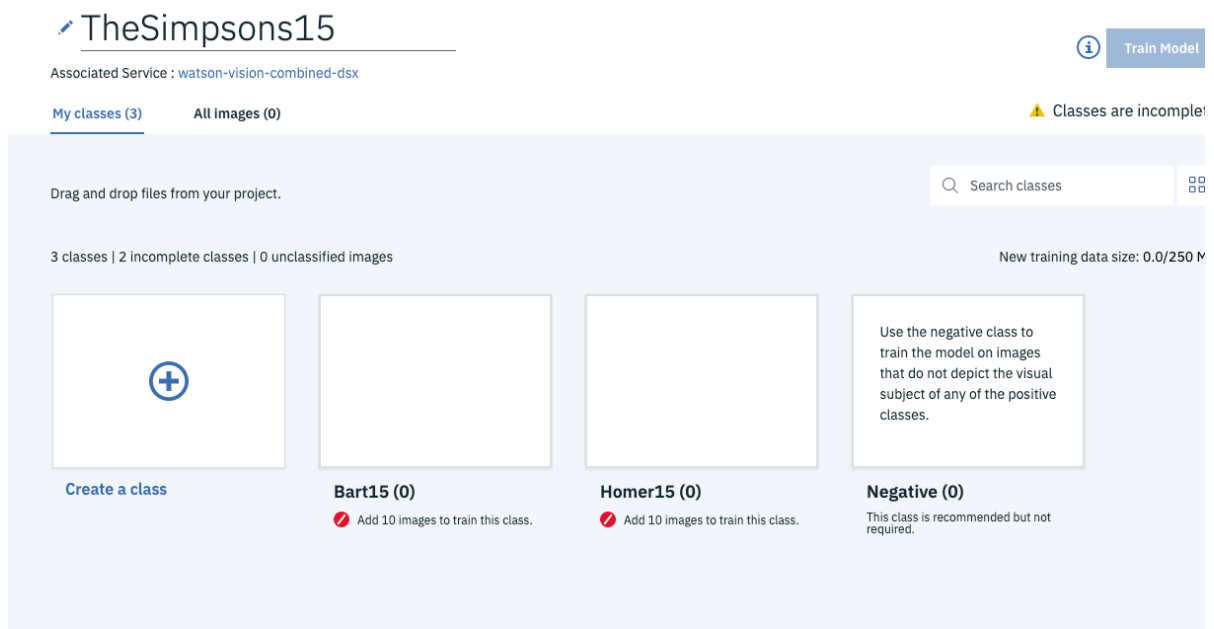 TheSimpsons15
Train Model
Associated Service : watson-vision-combined-dsx
My classes (3)
All images (0)
Classes are incomplet
Drag and drop files from your project.
Search classes
3 classes | 2 incomplete classes | 0 unclassified images
New training data size: 0.0/250 M
Use the negative class to
train the model on images
that do not depict the visual
subject of any of the positive
classes.
Create a class
Bart15 (0)
Add 10 images to train this class.
Homer15 (0)
Add 10 images to train this class.
Negative (0)
This class is recommended but not
required.